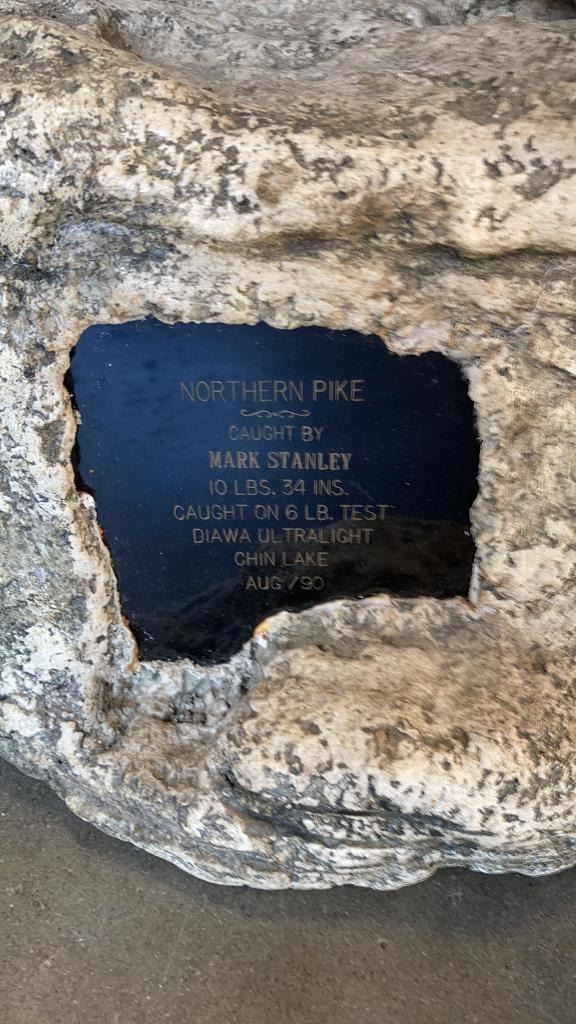 NORTHERN PIKE
CAUGHT BY
MARK STANLEY
10 LBS. 34 INS.
CAUGHT ON 6 LB. TEST
DIAWA ULTRALIGHT
CHIN LAKE
AUG /90